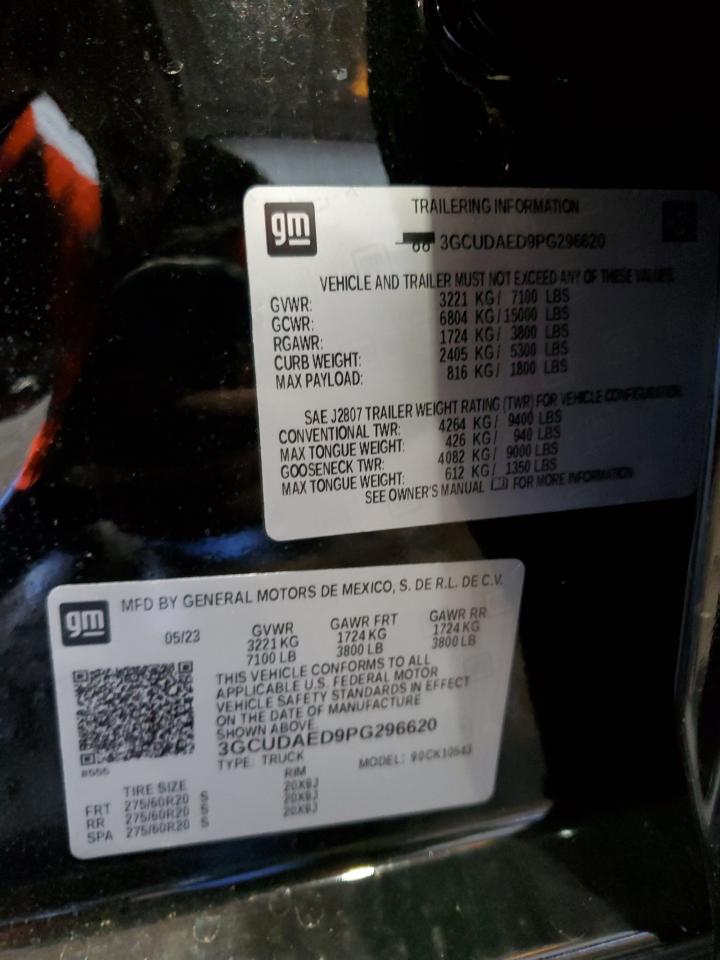 gm
TRAILERING INFORMATION
3GCUDAED9PG296620
VEHICLE AND TRAILER MUST NOT EXCEED ANY OF THESE VALUES.
GVWR: 3221 KG/ 7100 LBS
GCWR: 6804 KG/15000 LBS
RGAWR: 1724 KG/ 3800 LBS
CURB WEIGHT: 2405 KG/ 5300 LBS
MAX PAYLOAD: 816 KG/ 1800 LBS
SAE J2807 TRAILER WEIGHT RATING (TWR) FOR VEHICLE CONFIGURATION.
CONVENTIONAL TWR: 4264 KG/ 9400 LBS
MAX TONGUE WEIGHT: 426 KG/ 940 LBS
GOOSENECK TWR: 4082 KG/ 9000 LBS
MAX TONGUE WEIGHT: 612 KG/ 1350 LBS
SEE OWNER'S MANUAL FOR MORE INFORMATION
gm
MFD BY GENERAL MOTORS DE MEXICO, S. DE R.L. DE C.V.
05/23 GVWR GAWR FRT GAWR RR
3221 KG 1724 KG 1724 KG
7100 LB 3800 LB 3800 LB
THIS VEHICLE CONFORMS TO ALL
APPLICABLE U.S. FEDERAL MOTOR
VEHICLE SAFETY STANDARDS IN EFFECT
ON THE DATE OF MANUFACTURE
SHOWN ABOVE.
3GCUDAED9PG296620
TYPE: TRUCK MODEL: 90CK10543
TIRE SIZE RIM
FRT 275/60R20 S 20X9J
RR 275/60R20 S 20X9J
SPA 275/60R20 S 20X9J